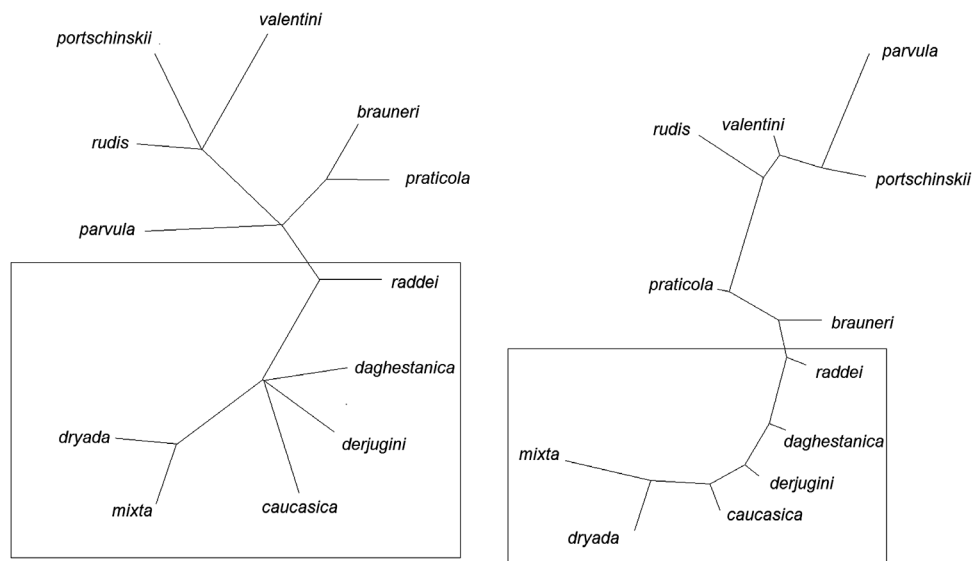 valentini
portschinskii
brauneri
rudis
praticola
parvula
raddei
daghestanica
dryada
derjugini
mixta
caucasica
parvula
valentini
rudis
portschinskii
praticola
brauneri
raddei
daghestanica
mixta
derjugini
caucasica
dryada